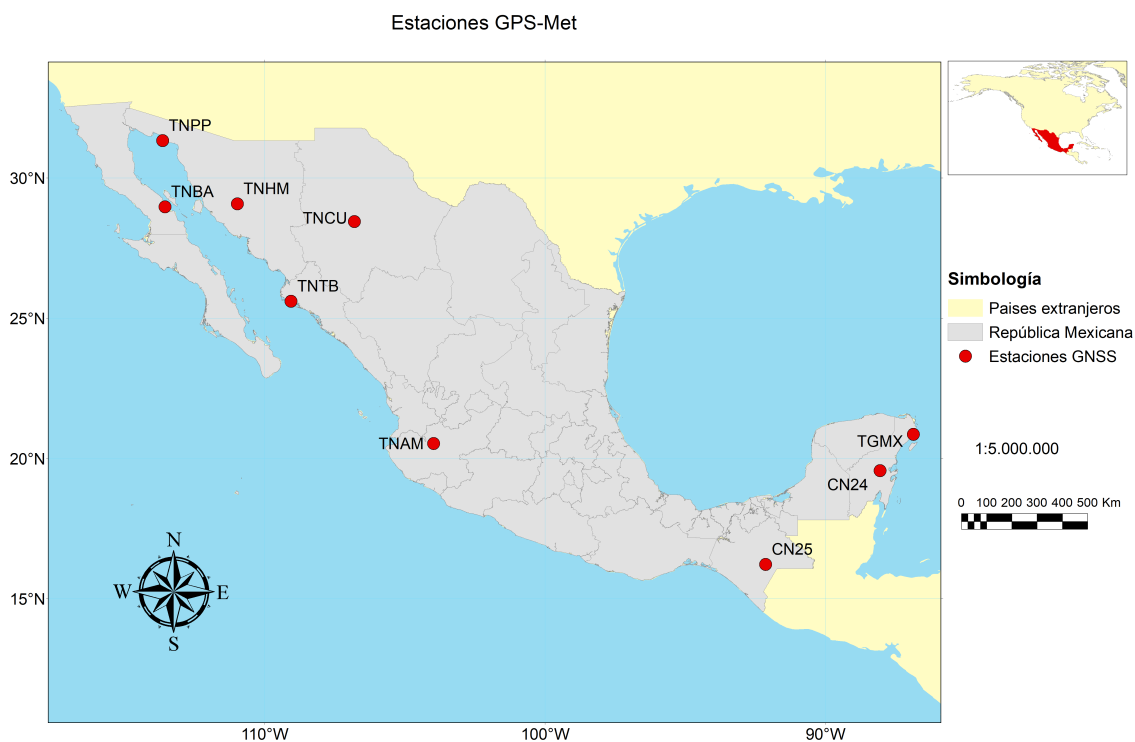 Estaciones GPS-Met
TNPP
TNBA
TNHM
TNCU
TNTB
TNAM
TGMX
CN24
CN25
30°N
25°N
20°N
15°N
110°W
100°W
90°W
N
W
E
S
Simbología
Paises extranjeros
República Mexicana
Estaciones GNSS
1:5.000.000
0 100 200 300 400 500 Km